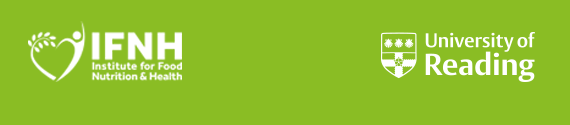 IFNH
Institute for Food
Nutrition & Health
University of
Reading